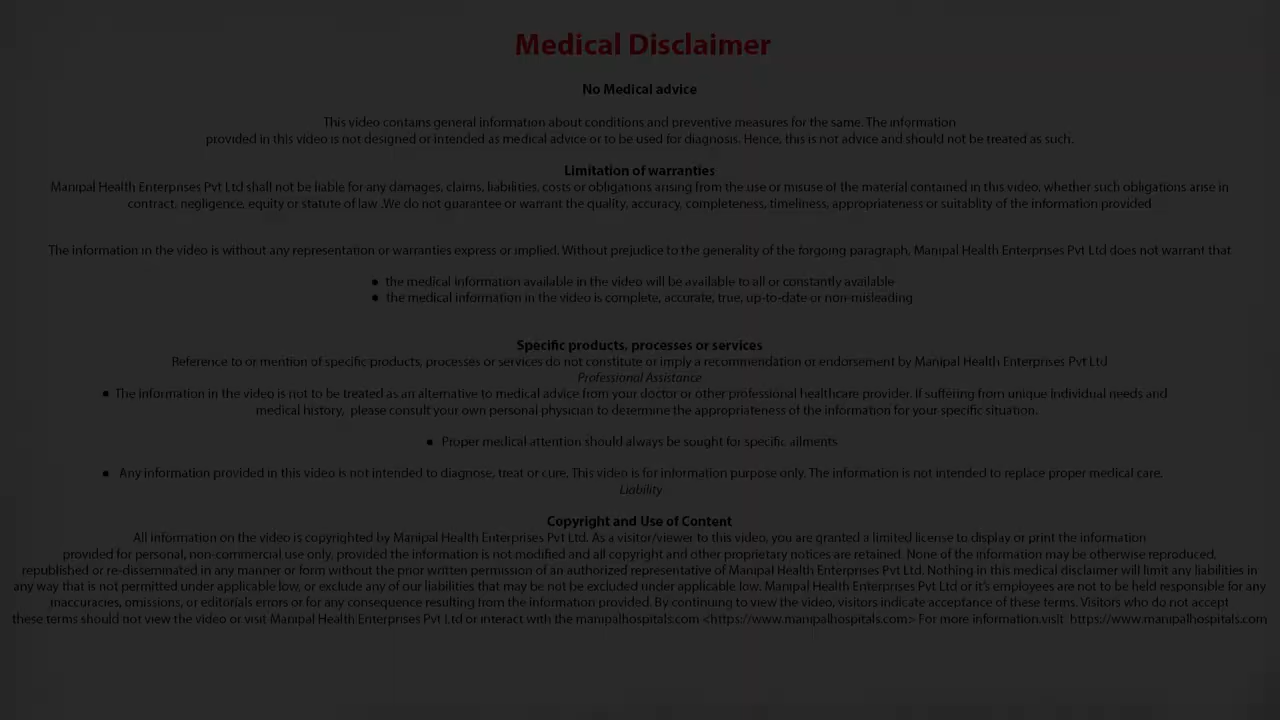 Medical Disclaimer
No Medical advice
This video contains general information about conditions and preventive measures for the same. The information
provided in this video is not designed or intended as medical advice or to be used for diagnosis. Hence, this is not advice and should not be treated as such.
Limitation of warranties
Manipal Health Enterprises Pvt Ltd shall not be liable for any damages, claims, liabilities, costs or obligations arising from the use or misuse of the material contained in this video, whether such obligations arise in
contract, negligence, equity or statute of law .We do not guarantee or warrant the quality, accuracy, completeness, timeliness, appropriateness or suitablity of the information provided
The information in the video is without any representation or warranties express or implied. Without prejudice to the generality of the forgoing paragraph, Manipal Health Enterprises Pvt Ltd does not warrant that
● the medical information available in the video will be available to all or constantly available
● the medical information in the video is complete, accurate, true, up-to-date or non-misleading
Specific products, processes or services
Reference to or mention of specific products, processes or services do not constitute or imply a recommendation or endorsement by Manipal Health Enterprises Pvt Ltd
Professional Assistance
● The information in the video is not to be treated as an alternative to medical advice from your doctor or other professional healthcare provider. If suffering from unique individual needs and
medical history, please consult your own personal physician to determine the appropriateness of the information for your specific situation.
● Proper medical attention should always be sought for specific ailments
● Any information provided in this video is not intended to diagnose, treat or cure. This video is for information purpose only. The information is not intended to replace proper medical care.
Liability
Copyright and Use of Content
All information on the video is copyrighted by Manipal Health Enterprises Pvt Ltd. As a visitor/viewer to this video, you are granted a limited license to display or print the information
provided for personal, non-commercial use only, provided the information is not modified and all copyright and other proprietary notices are retained. None of the information may be otherwise reproduced,
republished or re-disseminated in any manner or form without the prior written permission of an authorized representative of Manipal Health Enterprises Pvt Ltd. Nothing in this medical disclaimer will limit any liabilities in
any way that is not permitted under applicable low, or exclude any of our liabilities that may be not be excluded under applicable low. Manipal Health Enterprises Pvt Ltd or it's employees are not to be held responsible for any
inaccuracies, omissions, or editorials errors or for any consequence resulting from the information provided. By continuing to view the video, visitors indicate acceptance of these terms. Visitors who do not accept
these terms should not view the video or visit Manipal Health Enterprises Pvt Ltd or interact with the manipalhospitals.com <https://www.manipalhospitals.com> For more information.visit https://www.manipalhospitals.com